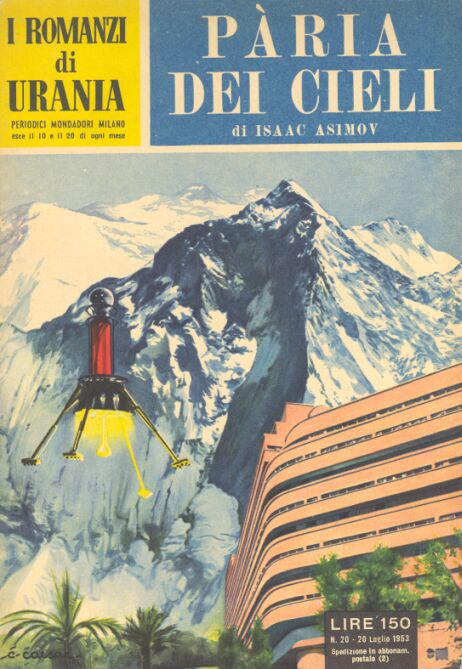 I ROMANZI
di
URANIA
PERIODICI MONDADORI MILANO
esce il 10 e il 20 di ogni mese
PÀRIA
DEI CIELI
di ISAAC ASIMOV
LIRE 150
N. 20 - 20 Luglio 1953
Spedizione in abbonam.
postale (2)